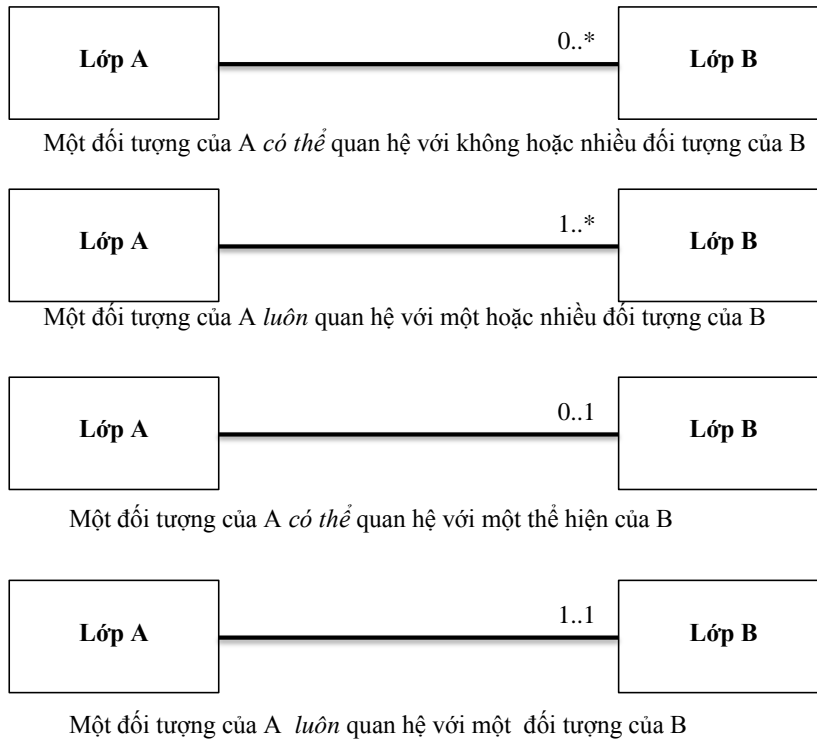 0..*
Lớp A Lớp B
Một đối tượng của A có thể quan hệ với không hoặc nhiều đối tượng của B
1..*
Lớp A Lớp B
Một đối tượng của A luôn quan hệ với một hoặc nhiều đối tượng của B
0..1
Lớp A Lớp B
Một đối tượng của A có thể quan hệ với một thể hiện của B
1..1
Lớp A Lớp B
Một đối tượng của A luôn quan hệ với một đối tượng của B